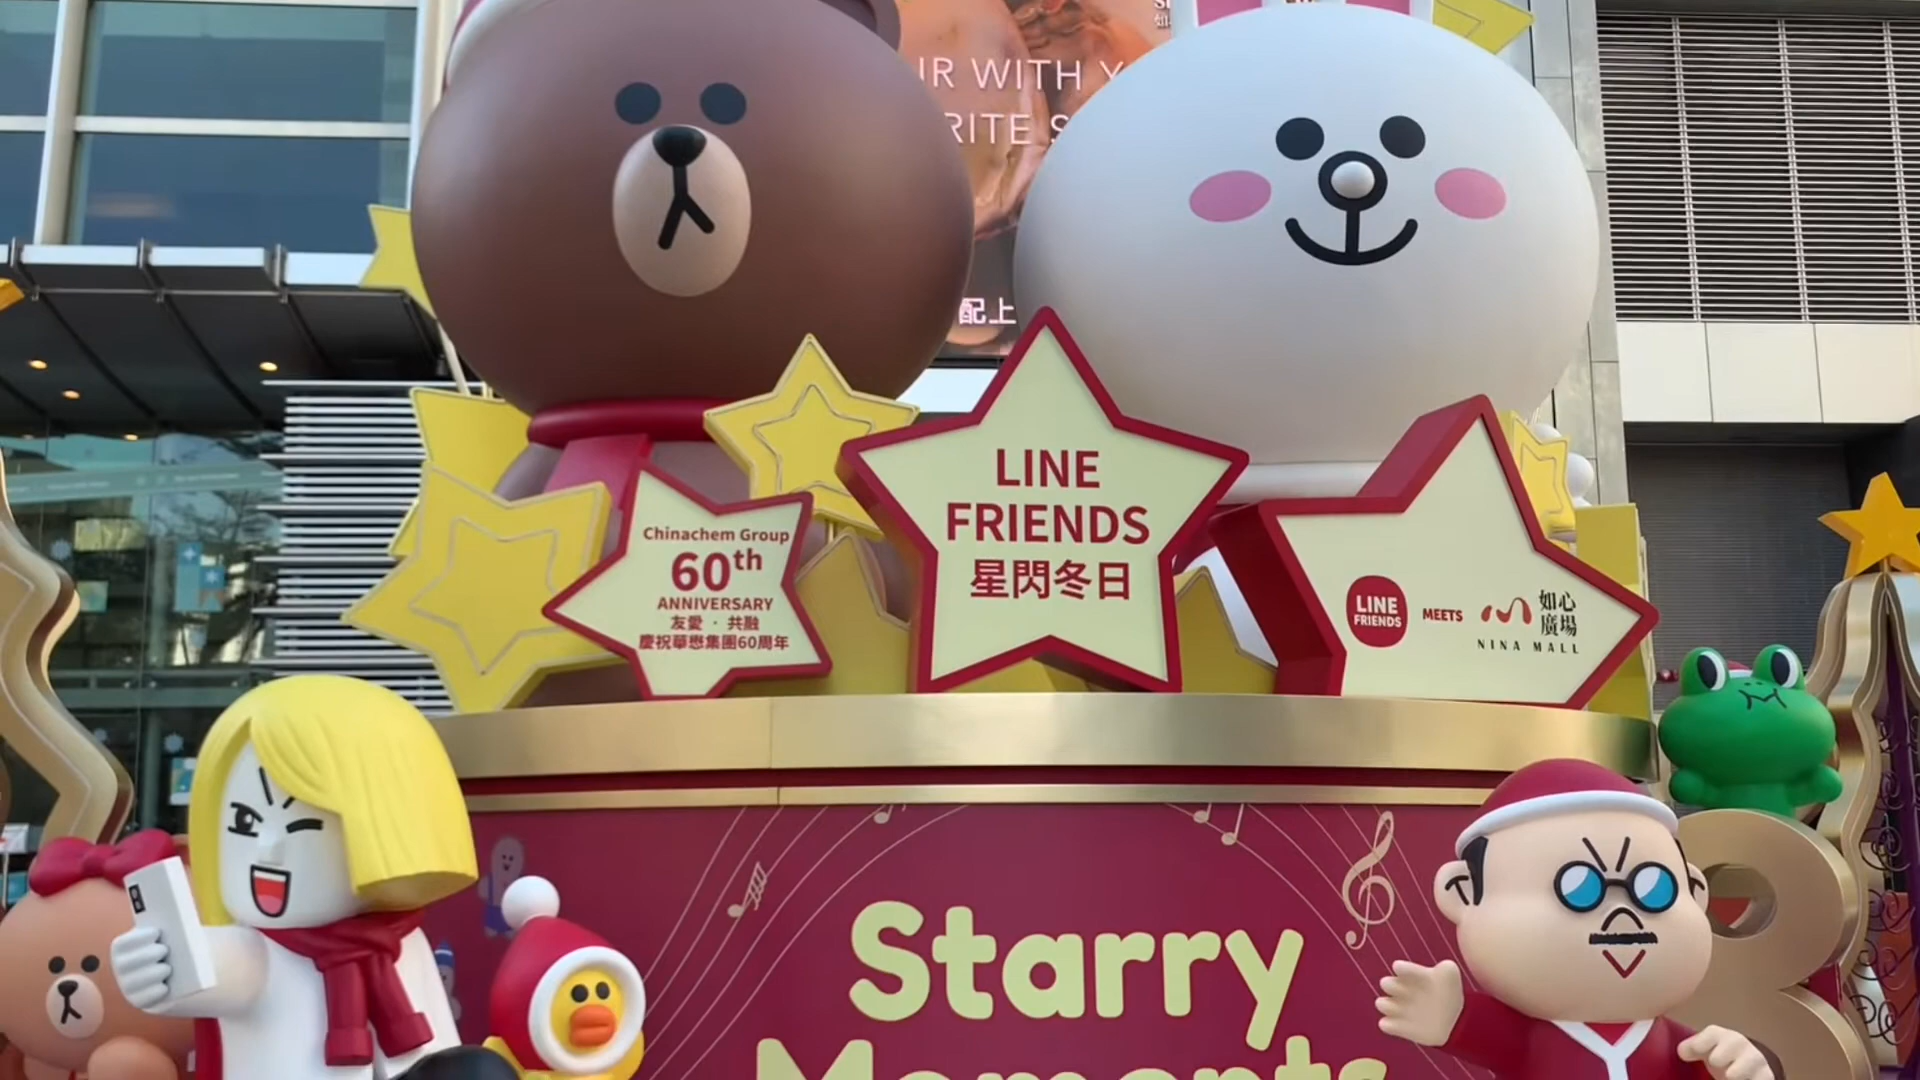 IR WITH Y
RITE S
配上
LINE
FRIENDS
星閃冬日
Chinachem Group
60th
ANNIVERSARY
友愛 · 共融
慶祝華懋集團60周年
LINE
FRIENDS
MEETS
如心
廣場
NINA MALL
Starry
Moments